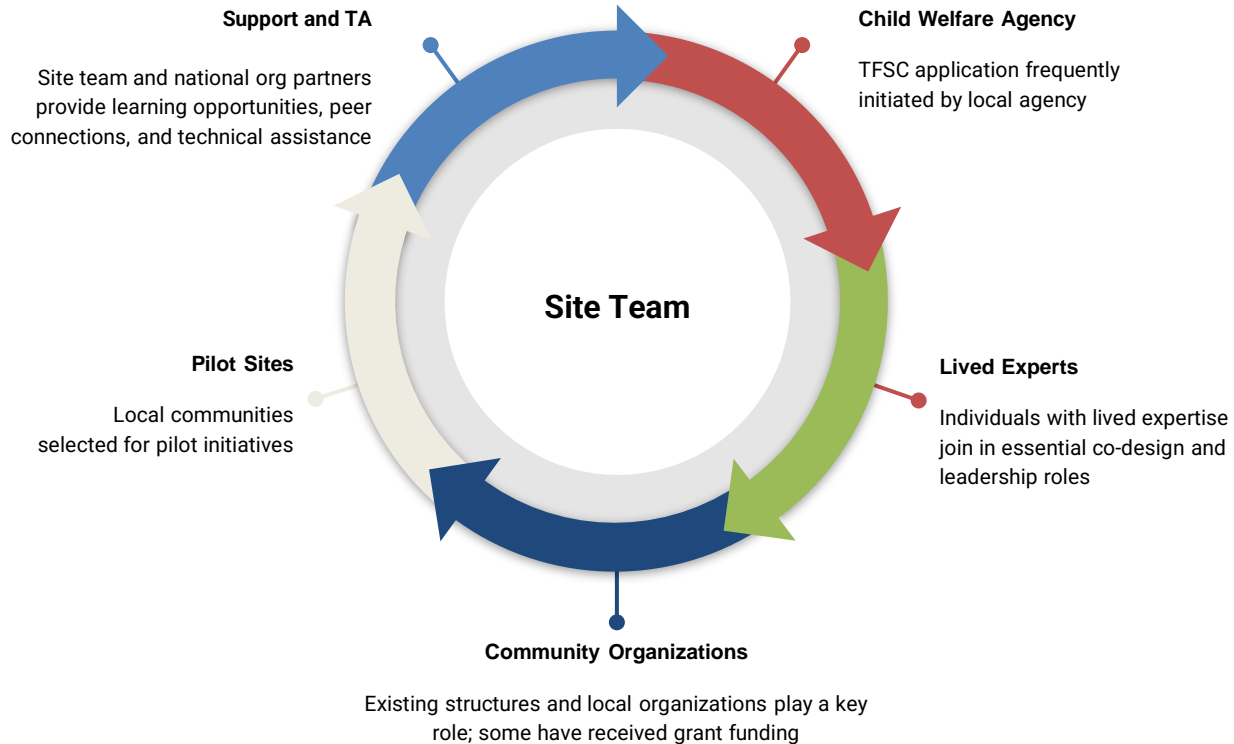 Support and TA
Site team and national org partners
provide learning opportunities, peer
connections, and technical assistance
Child Welfare Agency
TFSC application frequently
initiated by local agency
Site Team
Pilot Sites
Local communities
selected for pilot initiatives
Lived Experts
Individuals with lived expertise
join in essential co-design and
leadership roles
Community Organizations
Existing structures and local organizations play a key
role; some have received grant funding